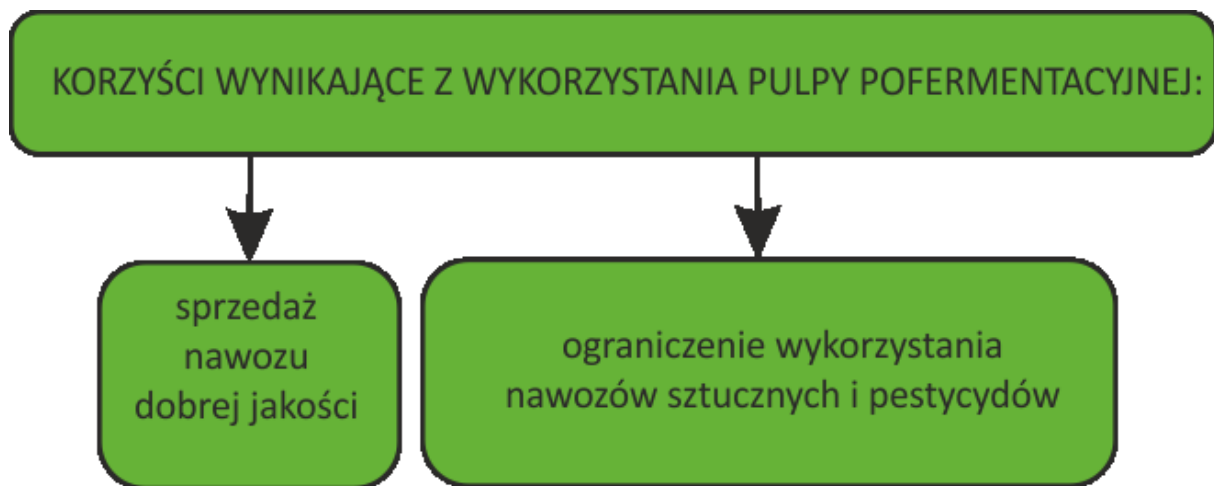 KORZYŚCI WYNIKAJĄCE Z WYKORZYSTANIA PULPY POFERMENTACYJNEJ:
sprzedaż
nawozu
dobrej jakości
ograniczenie wykorzystania
nawozów sztucznych i pestycydów